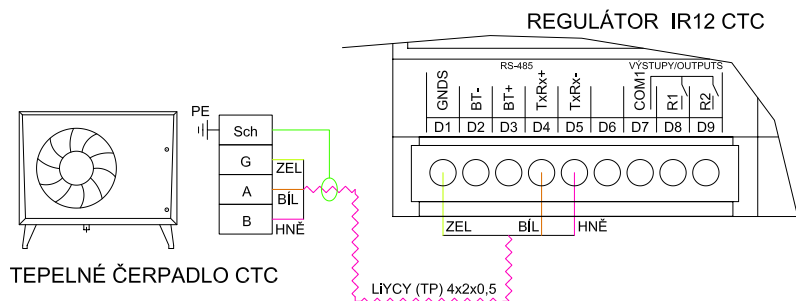 REGULÁTOR IR12 CTC
RS-485
VÝSTUPY/OUTPUTS
GNDS
BT-
BT+
TxRx+
TxRx-
COM1
R1
R2
D1 D2 D3 D4 D5 D6 D7 D8 D9
PE
Sch
G
ZEL
A
BÍL
B
HNĚ
ZEL BÍL HNĚ
TEPELNÉ ČERPADLO CTC
LiYCY (TP) 4x2x0,5